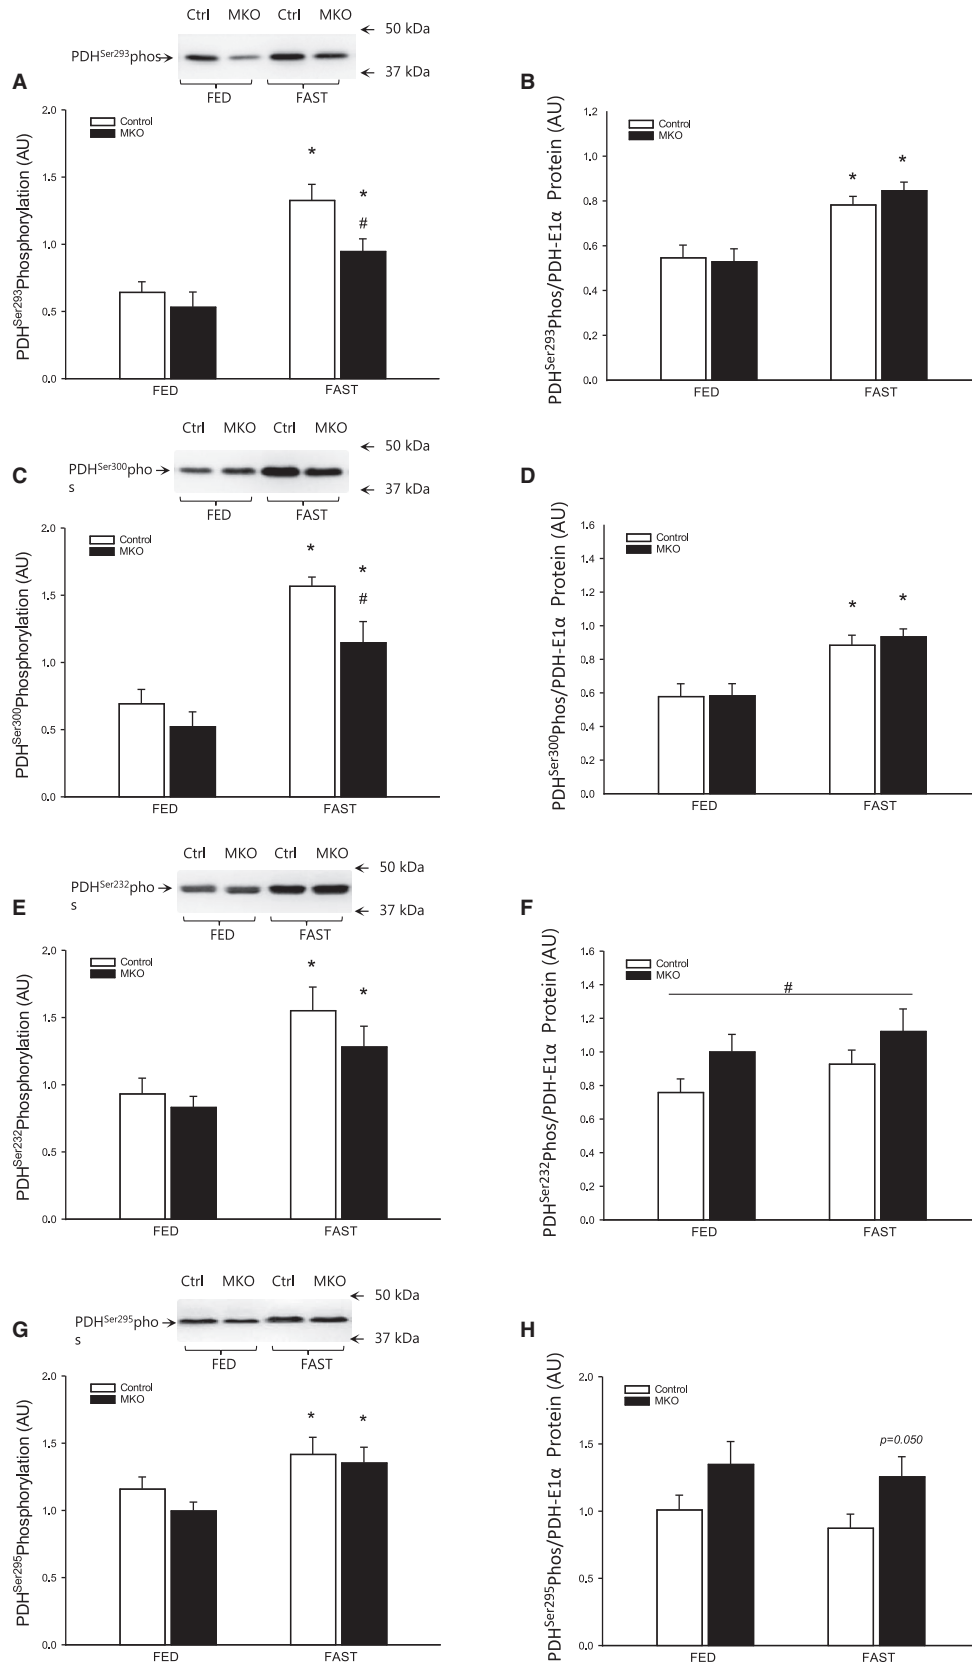 Ctrl MKO Ctrl MKO
← 50 kDa
PDHSer293phos→
← 37 kDa
FED FAST
A
PDHSer293Phosphorylation (AU)
2.0
1.5
1.0
0.5
0.0
Control
MKO
*
*
#
FED FAST
B
PDHSer293Phos/PDH-E1α Protein (AU)
1.2
1.0
0.8
0.6
0.4
0.2
0.0
Control
MKO
* *
FED FAST
Ctrl MKO Ctrl MKO
← 50 kDa
PDHSer300pho→
s
← 37 kDa
FED FAST
C
PDHSer300Phosphorylation (AU)
2.0
1.5
1.0
0.5
0.0
Control
MKO
*
*
#
FED FAST
D
PDHSer300Phos/PDH-E1α Protein (AU)
1.6
1.4
1.2
1.0
0.8
0.6
0.4
0.2
0.0
Control
MKO
* *
FED FAST
Ctrl MKO Ctrl MKO
← 50 kDa
PDHSer232pho→
s
← 37 kDa
FED FAST
E
PDHSer232Phosphorylation (AU)
2.0
1.5
1.0
0.5
0.0
Control
MKO
*
*
FED FAST
F
PDHSer232Phos/PDH-E1α Protein (AU)
1.6
1.4
1.2
1.0
0.8
0.6
0.4
0.2
0.0
Control
MKO
#
FED FAST
Ctrl MKO Ctrl MKO
← 50 kDa
PDHSer295pho→
s
← 37 kDa
FED FAST
G
PDHSer295Phosphorylation (AU)
2.0
1.5
1.0
0.5
0.0
Control
MKO
* *
FED FAST
H
PDHSer295Phos/PDH-E1α Protein (AU)
2.0
1.5
1.0
0.5
0.0
Control
MKO
p=0.050
FED FAST